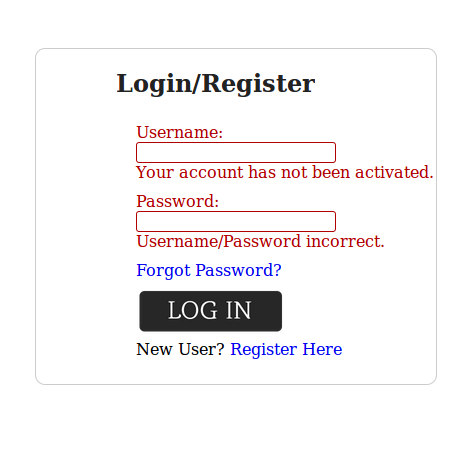 Login/Register
Username:
Your account has not been activated.
Password:
Username/Password incorrect.
Forgot Password?
LOG IN
New User? Register Here